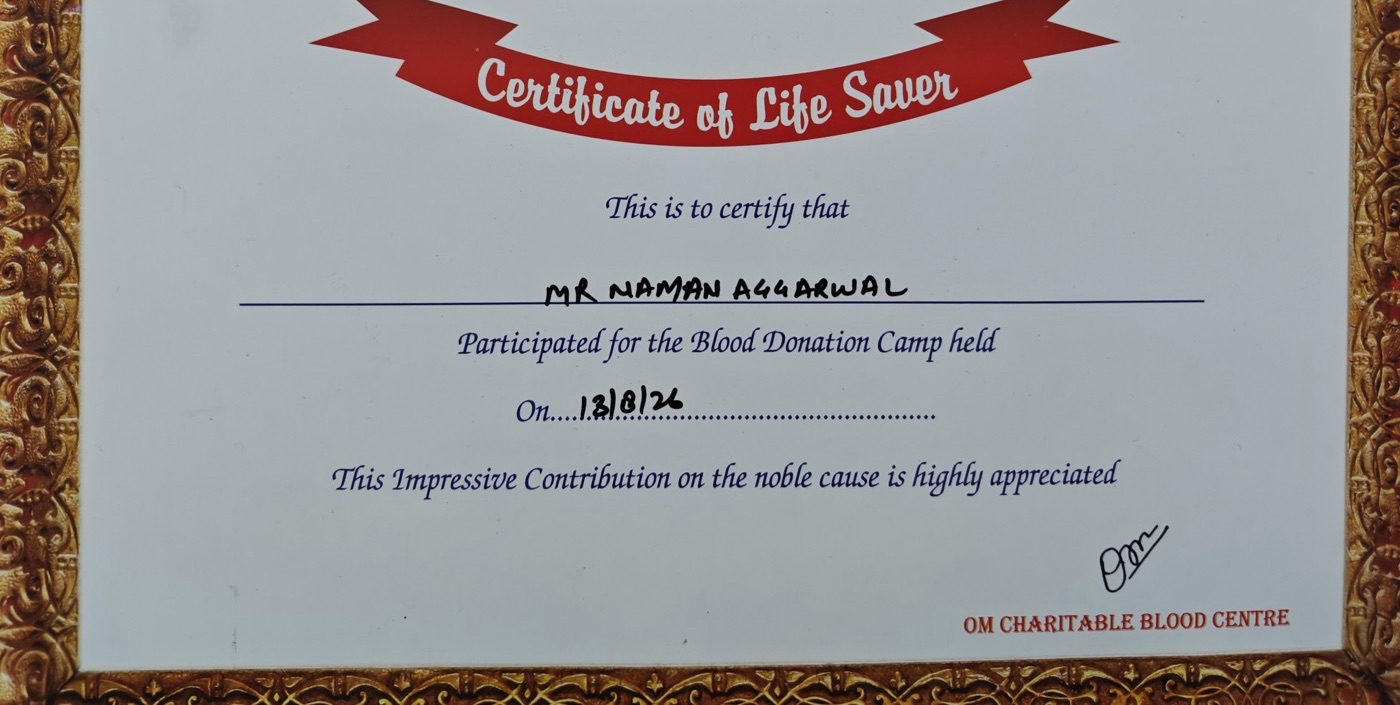 Certificate of Life Saver
This is to certify that
MR NAMAN AGGARWAL
Participated for the Blood Donation Camp held
On....13/8/26....................................
This Impressive Contribution on the noble cause is highly appreciated
Om
OM CHARITABLE BLOOD CENTRE